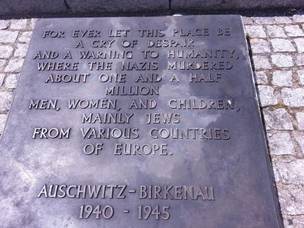 FOR EVER LET THIS PLACE BE
A CRY OF DESPAIR
AND A WARNING TO HUMANITY,
WHERE THE NAZIS MURDERED
ABOUT ONE AND A HALF
MILLION
MEN, WOMEN, AND CHILDREN,
MAINLY JEWS
FROM VARIOUS COUNTRIES
OF EUROPE.
AUSCHWITZ-BIRKENAU
1940 - 1945